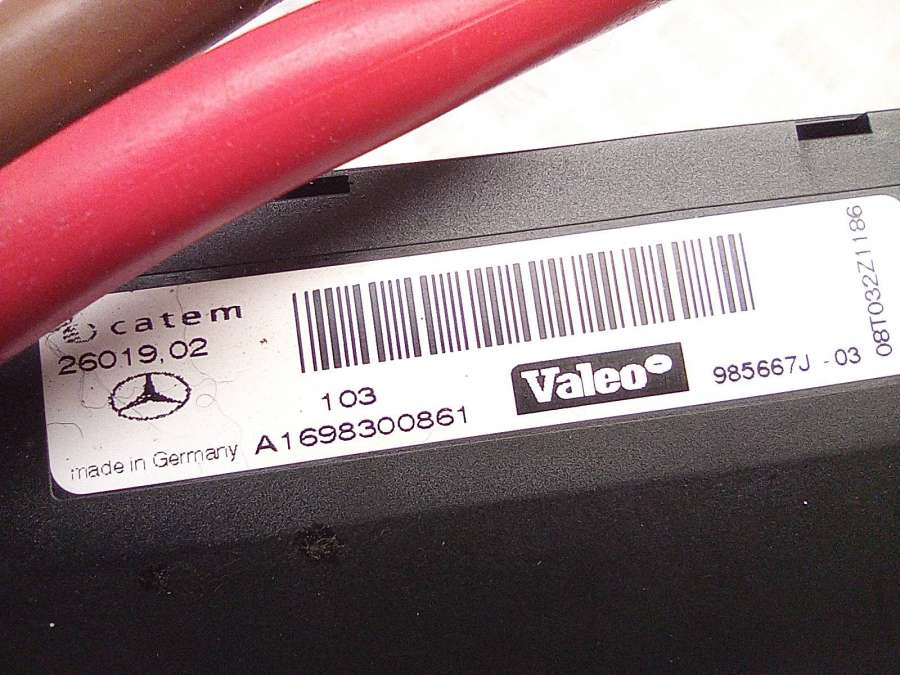 catem
26019.02
103
A1698300861
made in Germany
Valeo
985667J - 03
08T032Z1186